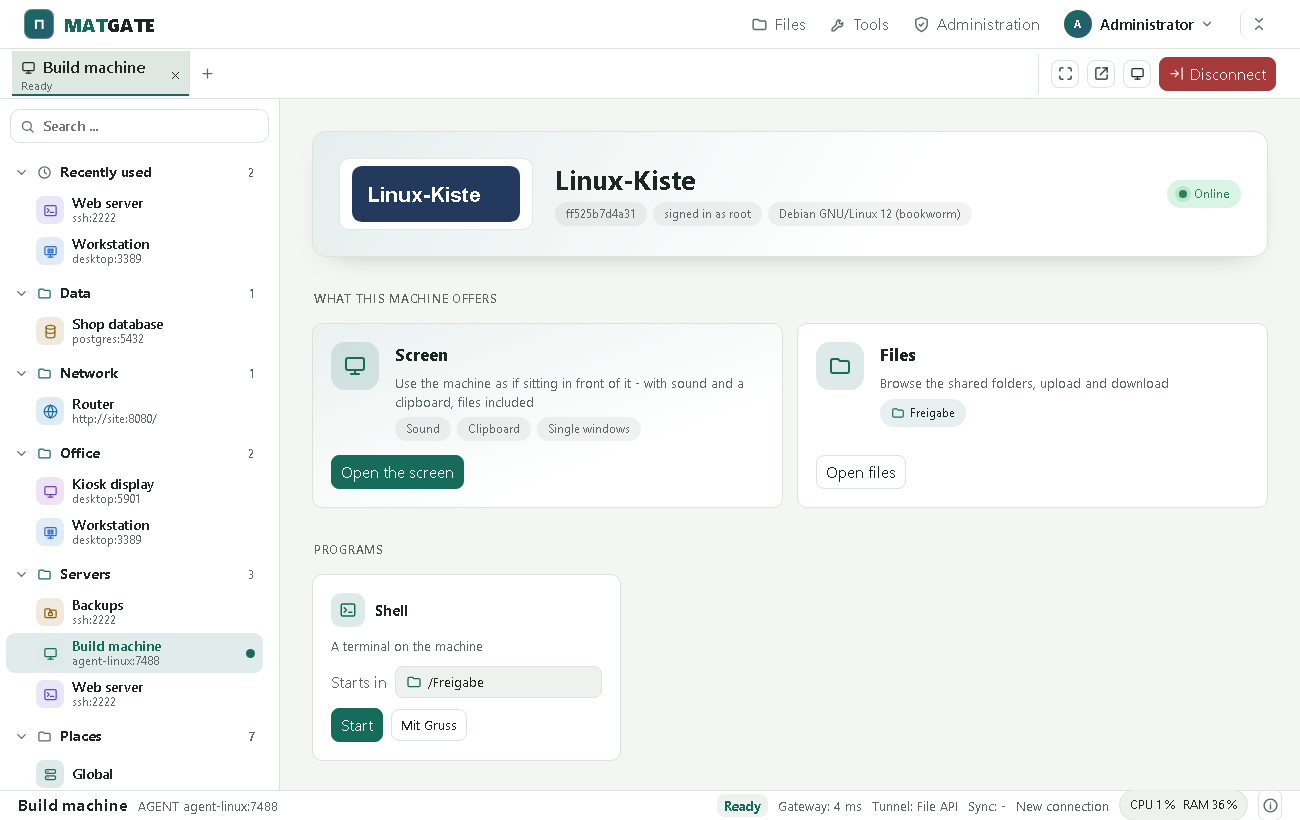 MATGATE
Files
Tools
Administration
A
Administrator
Build machine
Ready
Disconnect
Search ...
Recently used 2
Web server
ssh:2222
Workstation
desktop:3389
Data 1
Shop database
postgres:5432
Network 1
Router
http://site:8080/
Office 2
Kiosk display
desktop:5901
Workstation
desktop:3389
Servers 3
Backups
ssh:2222
Build machine
agent-linux:7488
Web server
ssh:2222
Places 7
Global
Linux-Kiste
Linux-Kiste
ff525b7d4a31
signed in as root
Debian GNU/Linux 12 (bookworm)
Online
WHAT THIS MACHINE OFFERS
Screen
Use the machine as if sitting in front of it - with sound and a
clipboard, files included
Sound
Clipboard
Single windows
Open the screen
Files
Browse the shared folders, upload and download
Freigabe
Open files
PROGRAMS
Shell
A terminal on the machine
Starts in /Freigabe
Start
Mit Gruss
Build machine AGENT agent-linux:7488
Ready Gateway: 4 ms Tunnel: File API Sync: - New connection CPU 1% RAM 36%